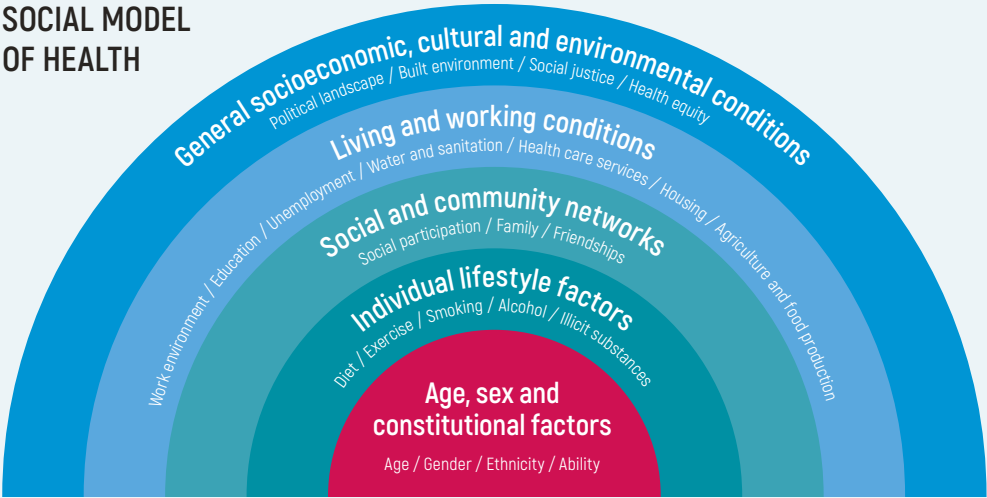 SOCIAL MODEL
OF HEALTH
General socioeconomic, cultural and environmental conditions
Political landscape / Built environment / Social justice / Health equity
Living and working conditions
Work environment / Education / Unemployment / Water and sanitation / Health care services / Housing / Agriculture and food production
Social and community networks
Social participation / Family / Friendships
Individual lifestyle factors
Diet / Exercise / Smoking / Alcohol / Illicit substances
Age, sex and
constitutional factors
Age / Gender / Ethnicity / Ability